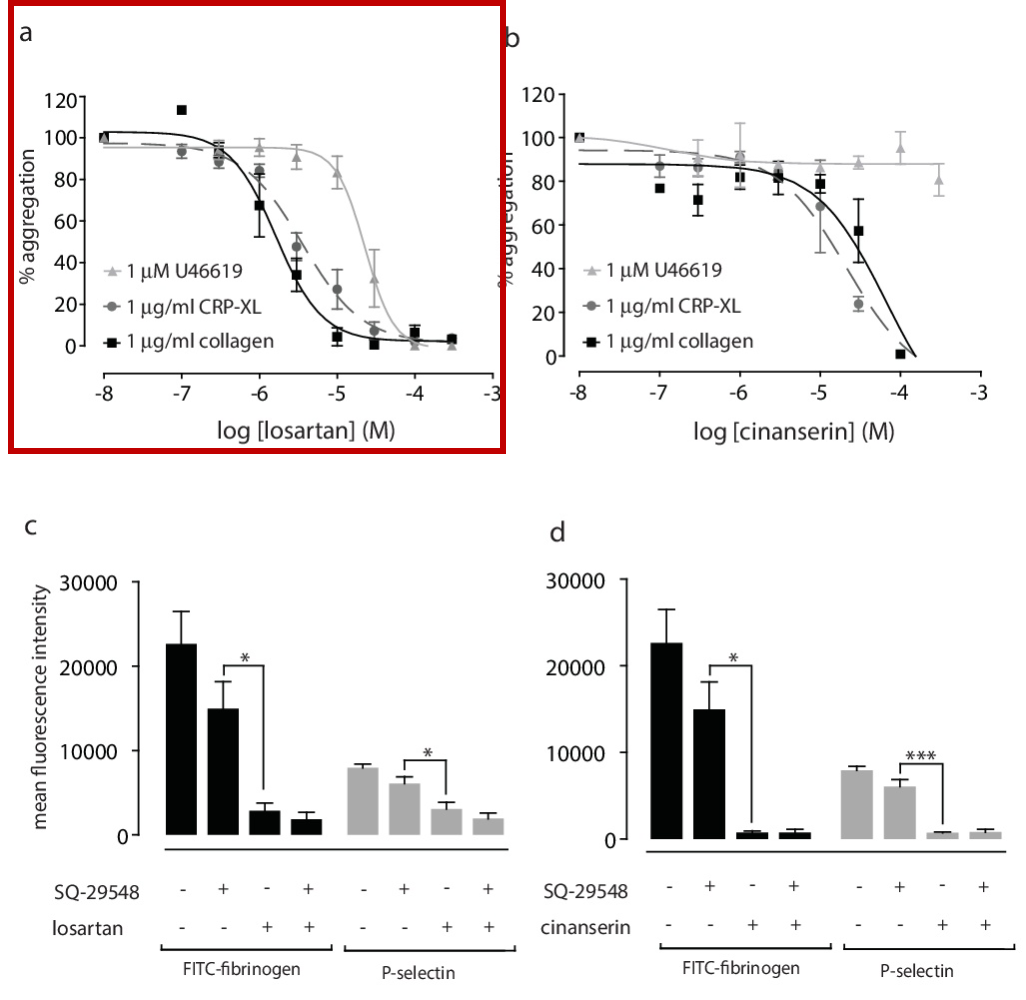 a
120
100
80
60
40
20
0
% aggregation
1 μM U46619
1 μg/ml CRP-XL
1 μg/ml collagen
-8 -7 -6 -5 -4 -3
log [losartan] (M)
b
120
100
80
60
40
20
0
% aggregation
1 μM U46619
1 μg/ml CRP-XL
1 μg/ml collagen
-8 -7 -6 -5 -4 -3
log [cinanserin] (M)
c
30000
20000
10000
0
mean fluorescence intensity
* *
SQ-29548 - + - + - + - +
losartan - - + + - - + +
FITC-fibrinogen P-selectin
d
30000
20000
10000
0
* ***
SQ-29548 - + - + - + - +
cinanserin - - + + - - + +
FITC-fibrinogen P-selectin